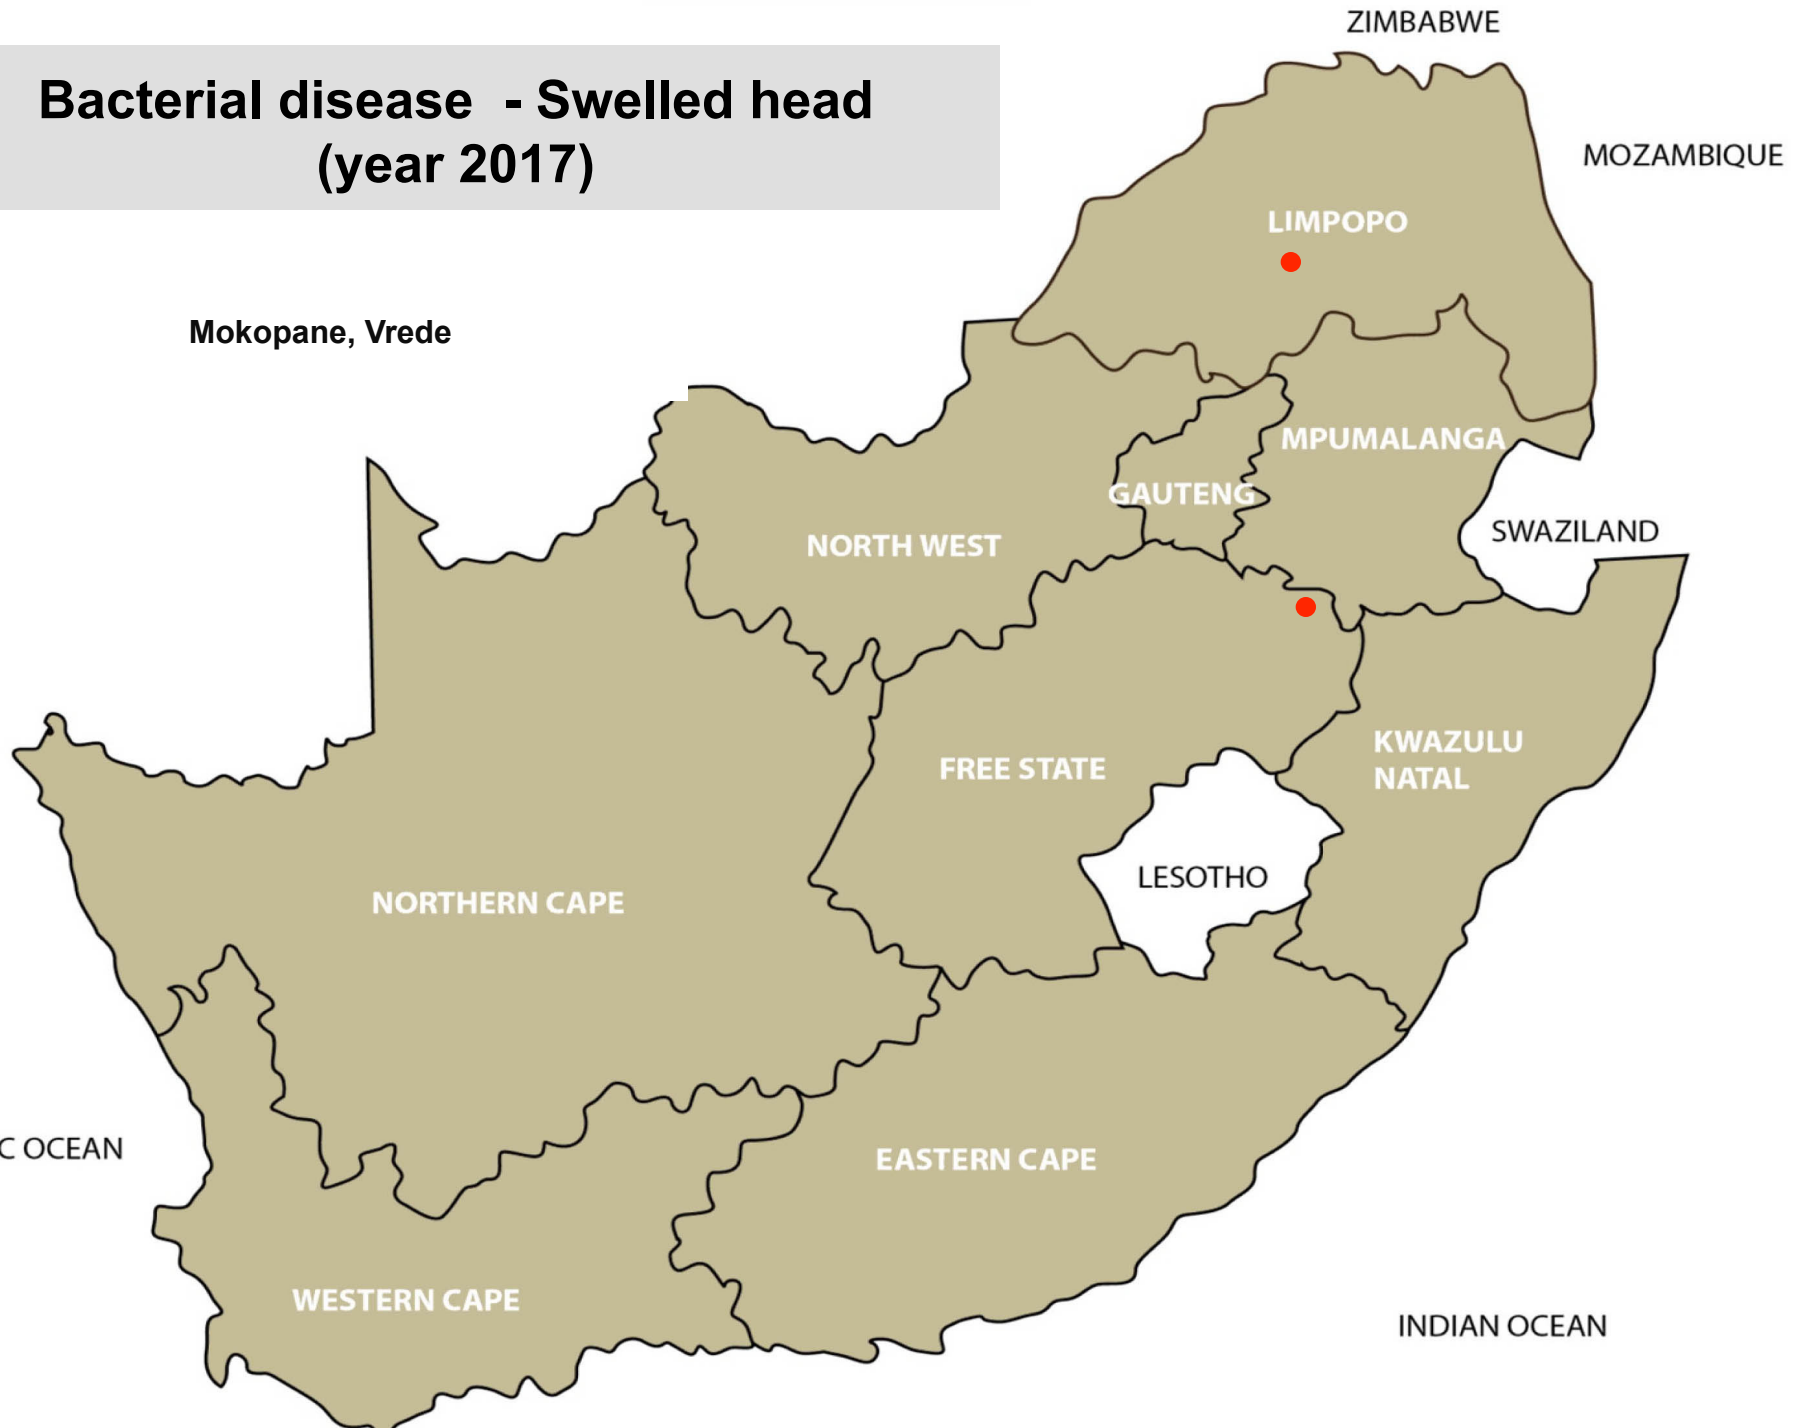 ZIMBABWE
Bacterial disease - Swelled head
(year 2017)
MOZAMBIQUE
LIMPOPO
Mokopane, Vrede
MPUMALANGA
GAUTENG
SWAZILAND
NORTH WEST
KWAZULU
NATAL
FREE STATE
LESOTHO
NORTHERN CAPE
C OCEAN
EASTERN CAPE
WESTERN CAPE
INDIAN OCEAN